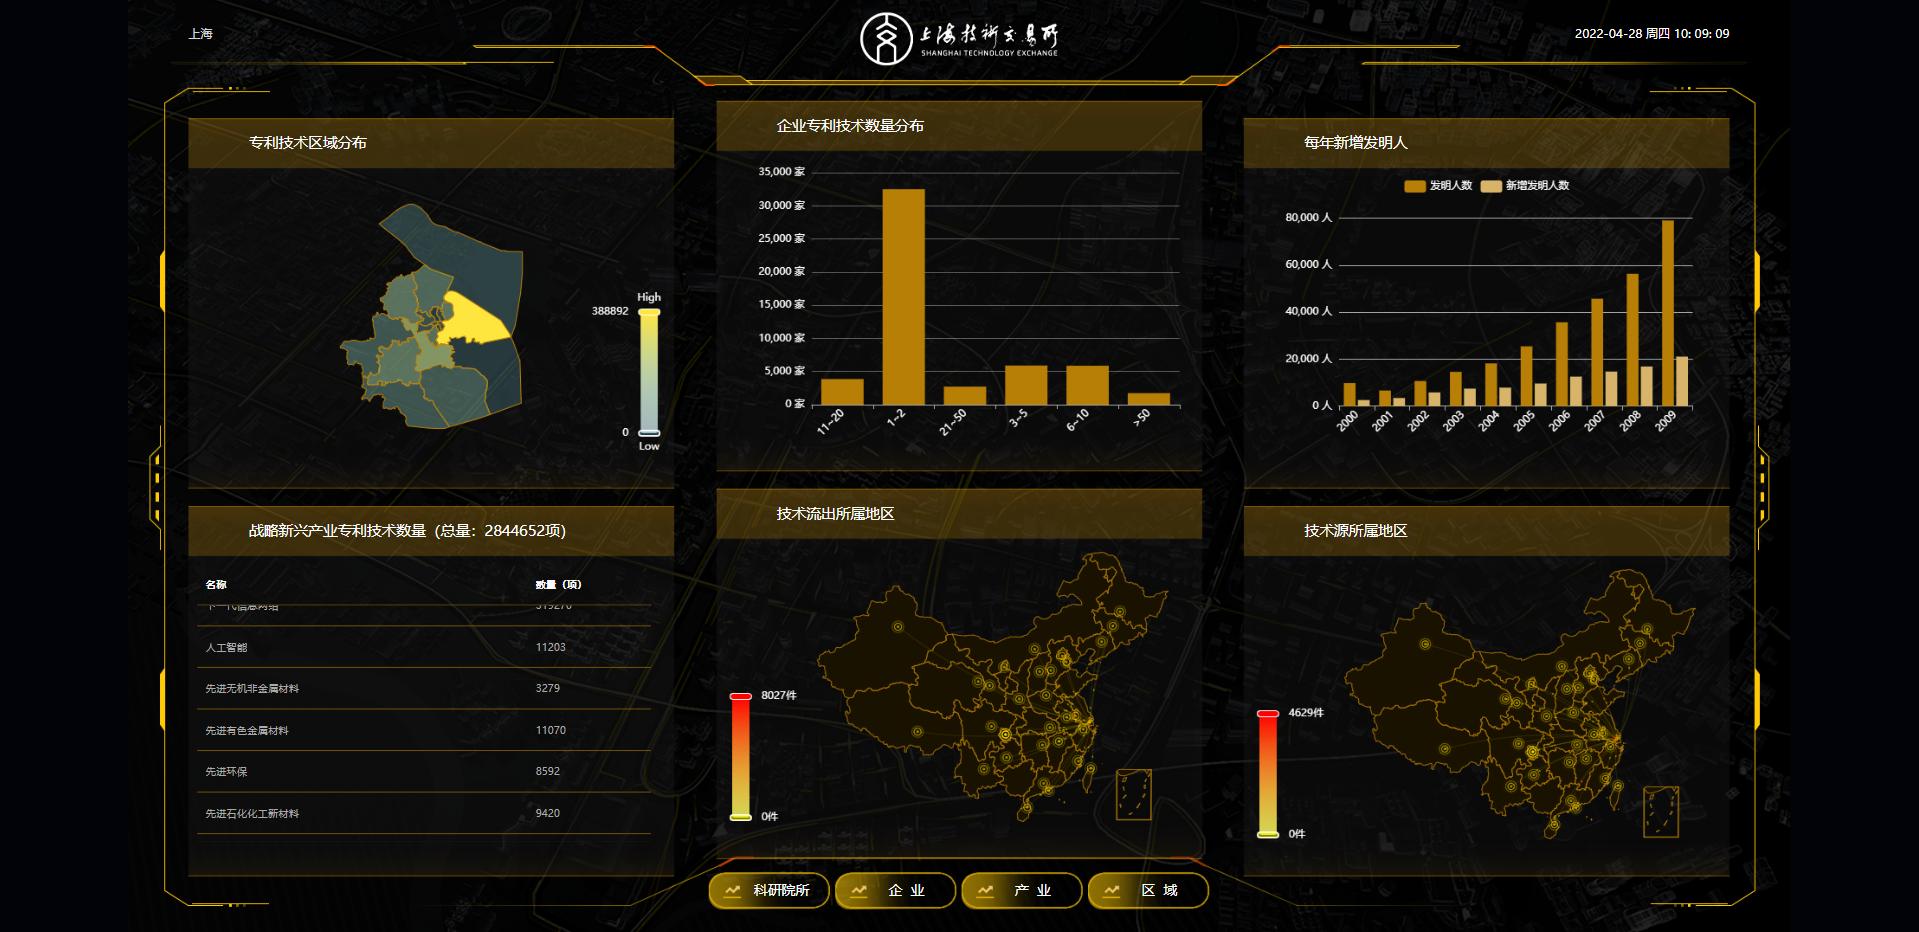 上海
上海技術交易所
SHANGHAI TECHNOLOGY EXCHANGE
2022-04-28 周四 10: 09: 09
专利技术区域分布
High
388892
0
Low
企业专利技术数量分布
35,000 家
30,000 家
25,000 家
20,000 家
15,000 家
10,000 家
5,000 家
0 家
11~20
1~2
21~50
3~5
6~10
>50
每年新增发明人
发明人数
新增发明人数
80,000 人
60,000 人
40,000 人
20,000 人
0 人
2000
2001
2002
2003
2004
2005
2006
2007
2008
2009
战略新兴产业专利技术数量（总量：2844652项）
名称 数量（项）
人工智能 11203
先进无机非金属材料 3279
先进有色金属材料 11070
先进环保 8592
先进石化化工新材料 9420
技术流出所属地区
8027件
0件
技术源所属地区
4629件
0件
科研院所
企 业
产 业
区 域